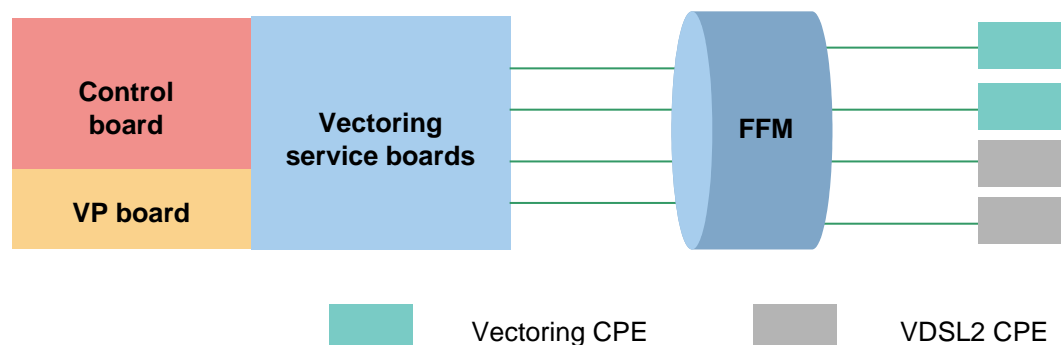 Control
board
VP board
Vectoring
service boards
FFM
Vectoring CPE
VDSL2 CPE